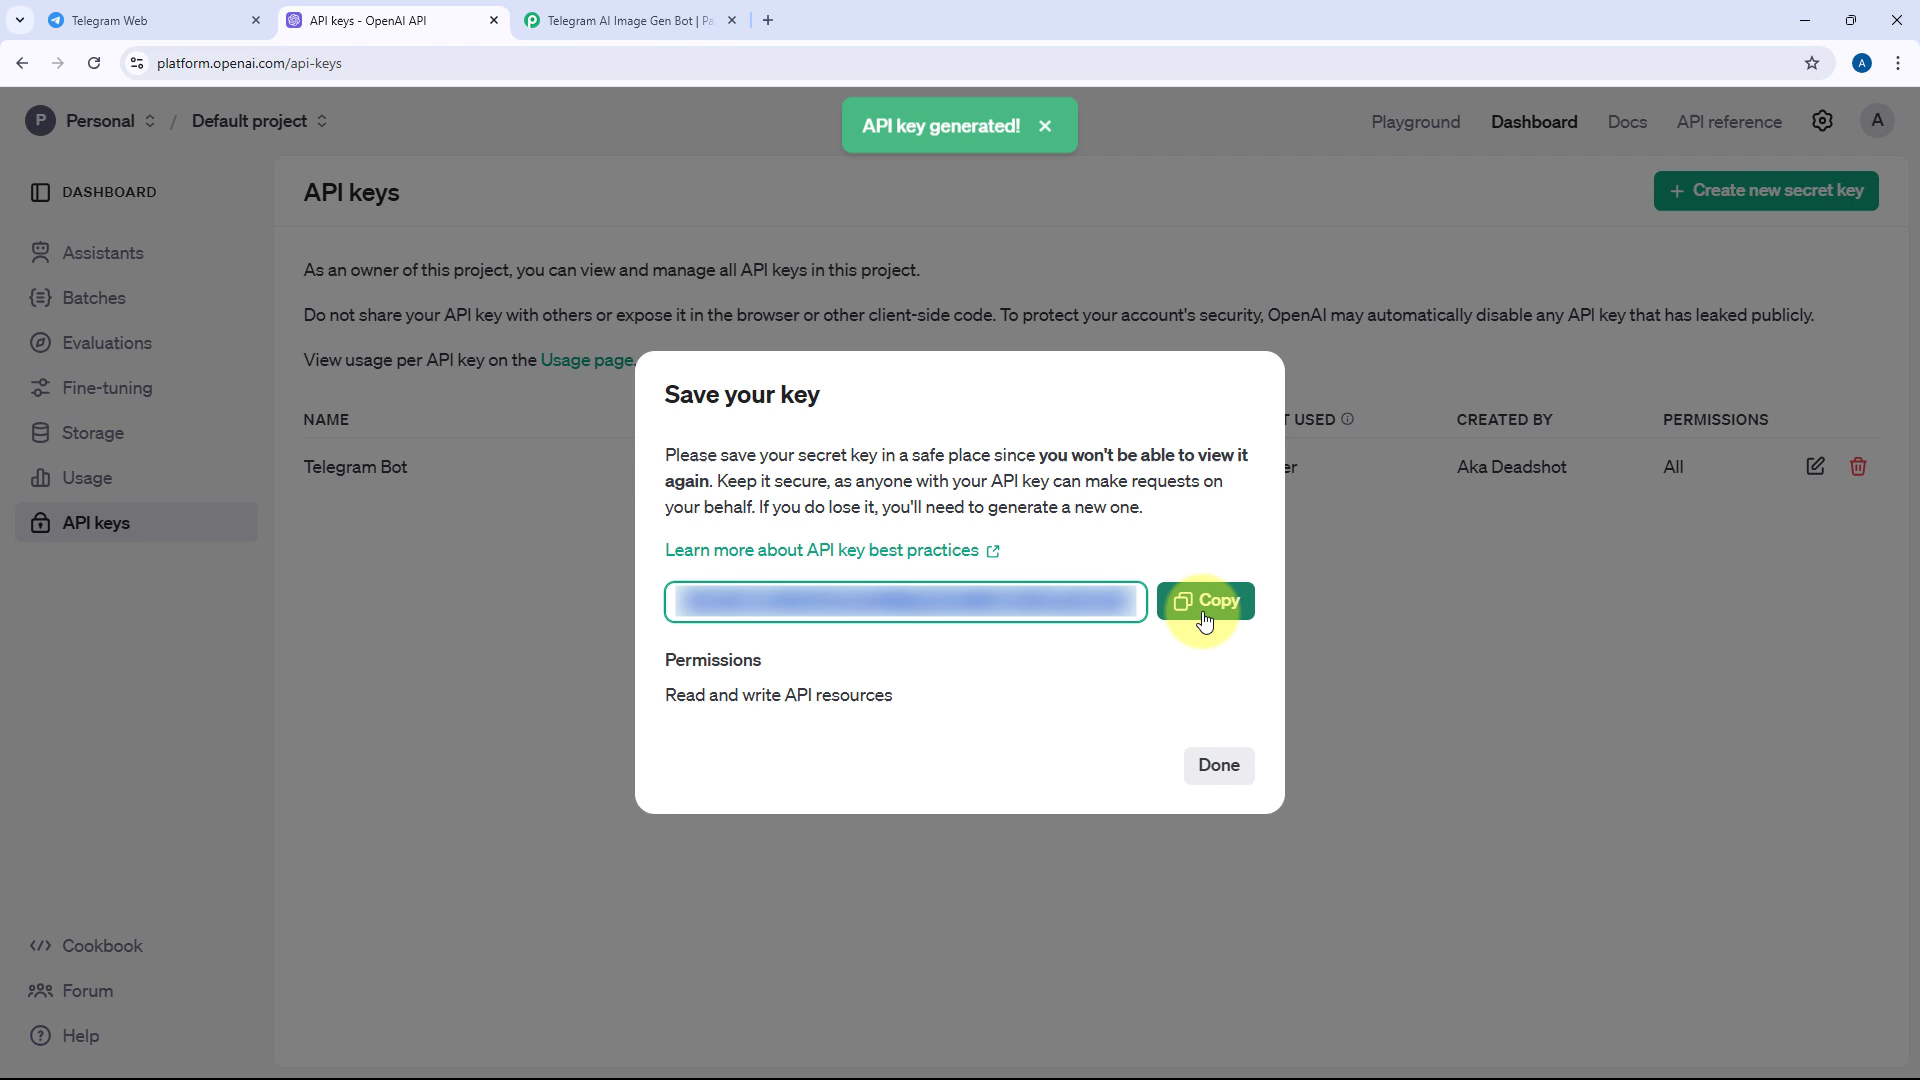 Telegram Web
API keys - OpenAI API
Telegram AI Image Gen Bot | Pa
platform.openai.com/api-keys
A
P
Personal / Default project
API key generated!
Playground
Dashboard
Docs
API reference
A
DASHBOARD
Assistants
Batches
Evaluations
Fine-tuning
Storage
Usage
API keys
Cookbook
Forum
Help
API keys
+ Create new secret key
As an owner of this project, you can view and manage all API keys in this project.
Do not share your API key with others or expose it in the browser or other client-side code. To protect your account's security, OpenAI may automatically disable any API key that has leaked publicly.
View usage per API key on the Usage page.
NAME
USED
CREATED BY
PERMISSIONS
Telegram Bot
er
Aka Deadshot
All
Save your key
Please save your secret key in a safe place since you won't be able to view it
again. Keep it secure, as anyone with your API key can make requests on
your behalf. If you do lose it, you'll need to generate a new one.
Learn more about API key best practices
Copy
Permissions
Read and write API resources
Done